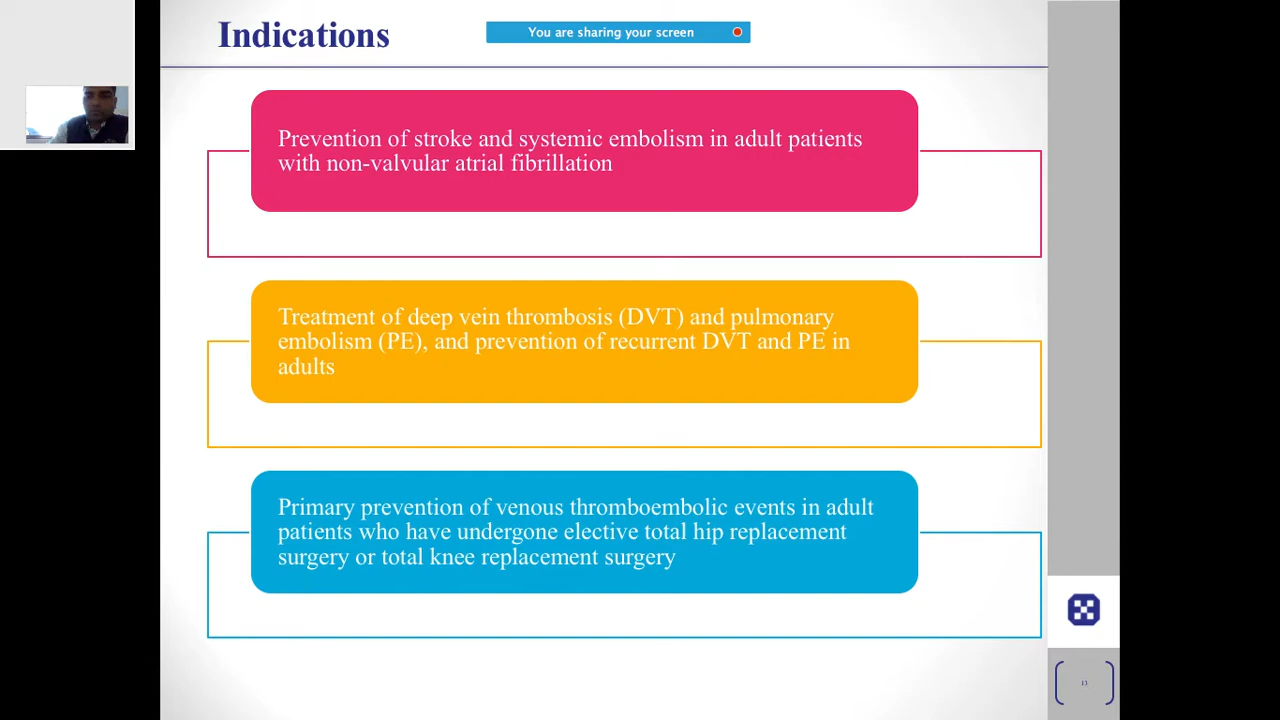 Indications
You are sharing your screen
Prevention of stroke and systemic embolism in adult patients
with non-valvular atrial fibrillation
Treatment of deep vein thrombosis (DVT) and pulmonary
embolism (PE), and prevention of recurrent DVT and PE in
adults
Primary prevention of venous thromboembolic events in adult
patients who have undergone elective total hip replacement
surgery or total knee replacement surgery
13